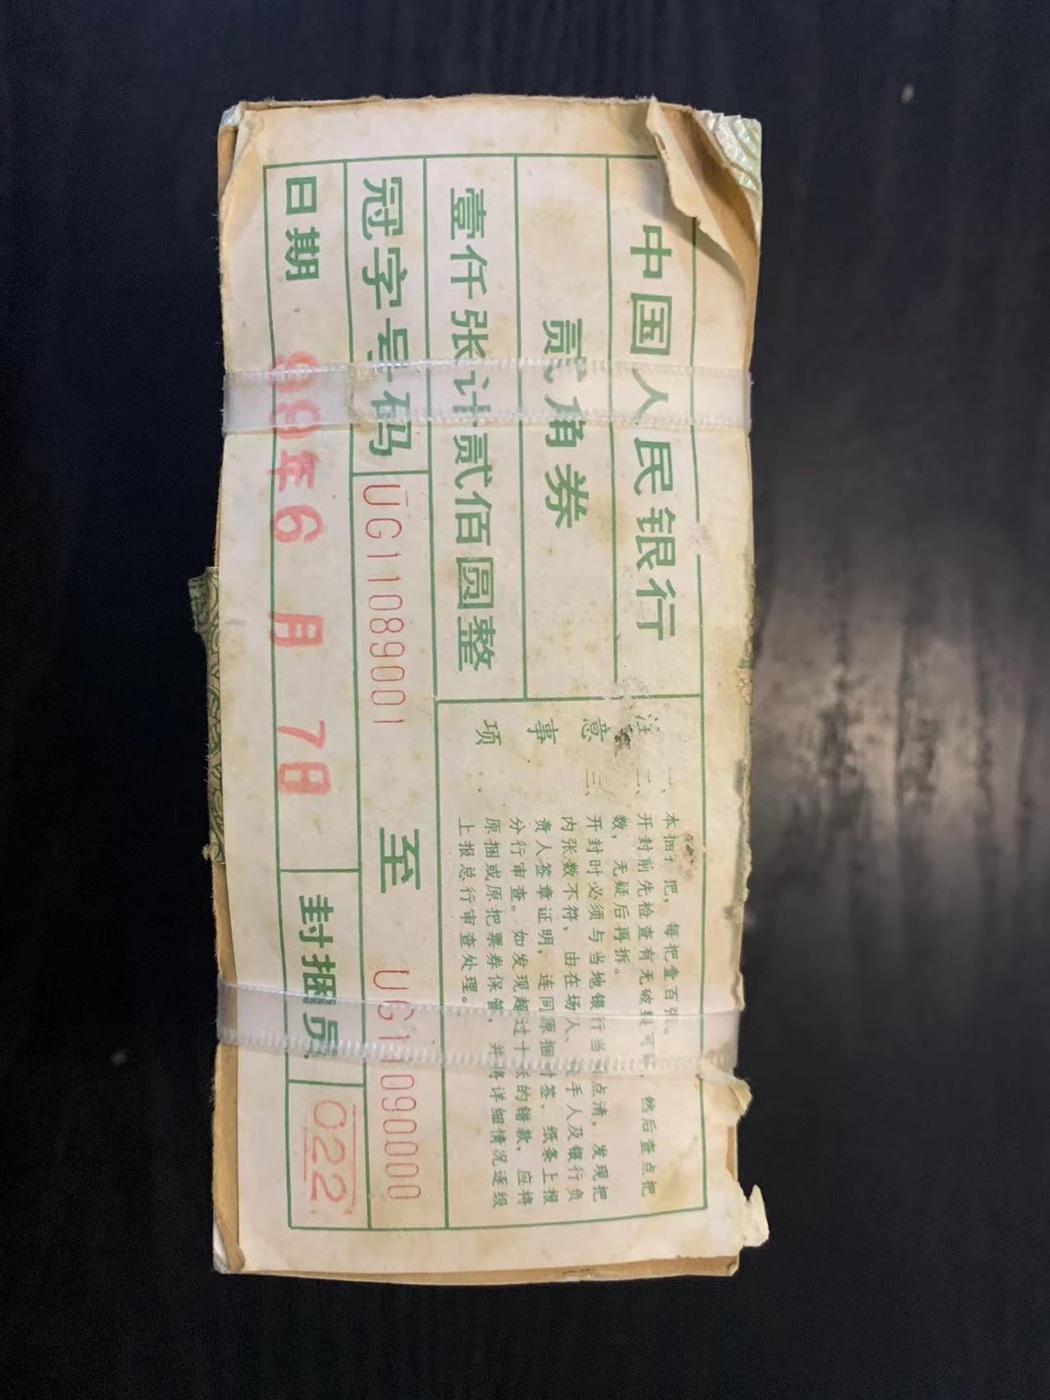 中国人民银行
贰角券
壹仟张计贰佰圆整
冠字号码 UG11089001 至 UG11090000
日期 99年6月7日 封捆员 022
注意事项
一、本捆 把，每把壹百张。
二、开封前先检查有无破 可 ，然后查点把
数，无疑后再拆。
三、开封时必须与当地银行当 点清，发现把
内张数不符，由在场人、 手人及银行负
责人签章证明，连同原捆封签、纸条上报
分行审查。如发现超过十张的错款，应将
原捆或原把票券保管，并将详细情况逐级
上报总行审查处理。